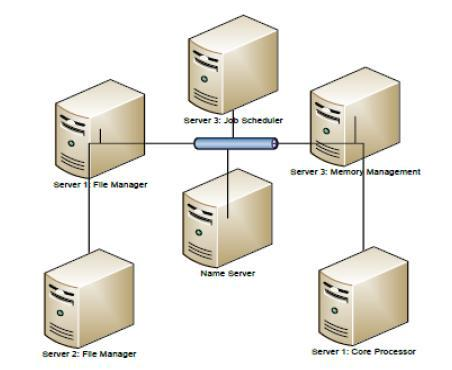 Server 3: Job Scheduler
Server 1: File Manager
Server 3: Memory Management
Name Server
Server 2: File Manager
Server 1: Core Processor